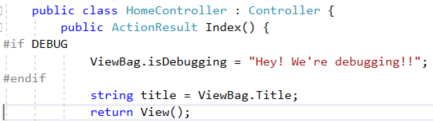 public class HomeController : Controller {
public ActionResult Index() {
#if DEBUG
ViewBag.isDebugging = "Hey! We're debugging!!";
#endif
string title = ViewBag.Title;
return View();